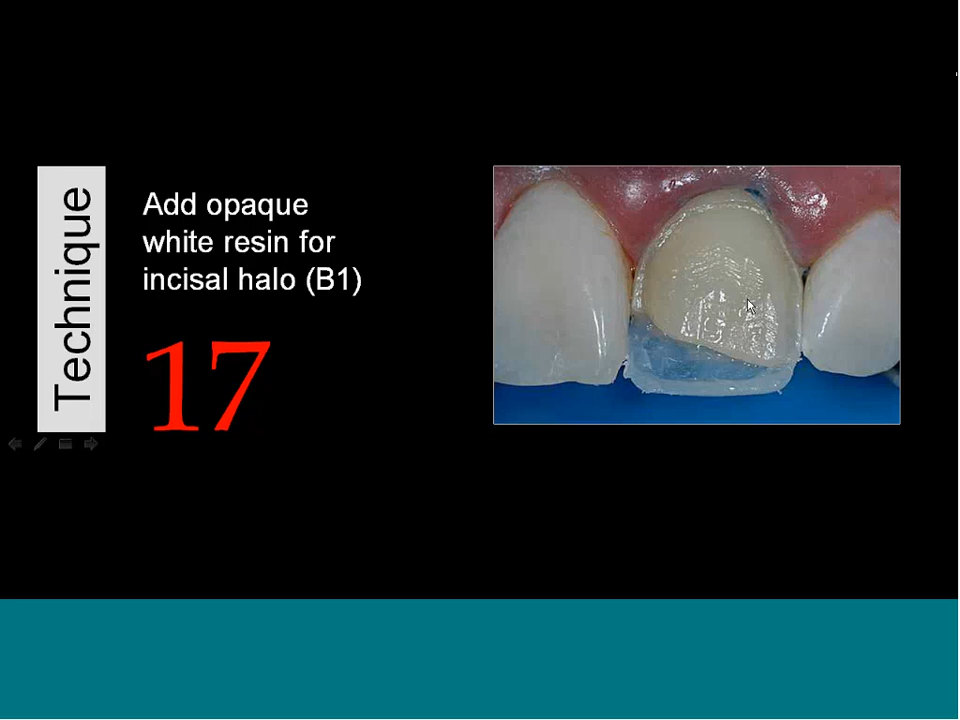 Technique
Add opaque
white resin for
incisal halo (B1)
17